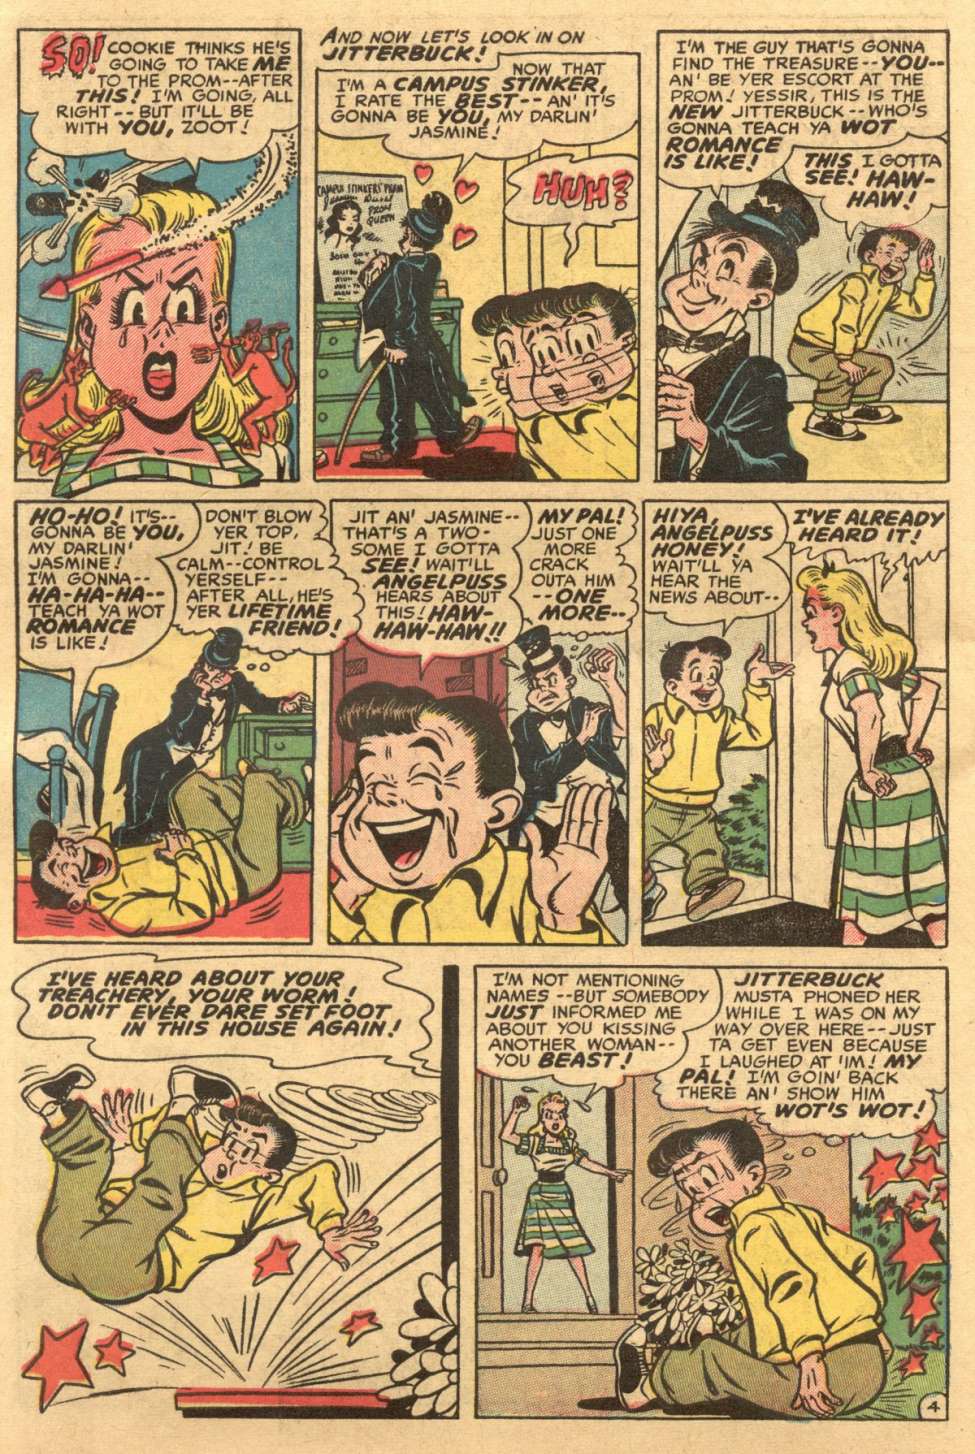 SO! COOKIE THINKS HE'S
GOING TO TAKE ME
TO THE PROM--AFTER
THIS! I'M GOING, ALL
RIGHT--BUT IT'LL BE
WITH YOU, ZOOT!
AND NOW LET'S LOOK IN ON
JITTERBUCK!
NOW THAT
I'M A CAMPUS STINKER,
I RATE THE BEST--AN' IT'S
GONNA BE YOU, MY DARLIN'
JASMINE!
CAMPUS STINKERS' PROM
PROM
QUEEN
HUH?
I'M THE GUY THAT'S GONNA
FIND THE TREASURE--YOU--
AN' BE YER ESCORT AT THE
PROM! YESSIR, THIS IS THE
NEW JITTERBUCK--WHO'S
GONNA TEACH YA WOT
ROMANCE
IS LIKE!
THIS I GOTTA
SEE! HAW-
HAW!
HO-HO! IT'S--
GONNA BE YOU,
MY DARLIN'
JASMINE!
I'M GONNA--
HA-HA-HA--
TEACH YA WOT
ROMANCE
IS LIKE!
DON'T BLOW
YER TOP,
JIT! BE
CALM--CONTROL
YERSELF--
AFTER ALL, HE'S
YER LIFETIME
FRIEND!
JIT AN' JASMINE--
THAT'S A TWO-
SOME I GOTTA
SEE! WAIT'LL
ANGELPUSS
HEARS ABOUT
THIS! HAW-
HAW-HAW!!
MY PAL!
JUST ONE
MORE
CRACK
OUTA HIM
--ONE
MORE--
HIYA,
ANGELPUSS
HONEY!
WAIT'LL YA
HEAR THE
NEWS ABOUT--
I'VE ALREADY
HEARD IT!
I'VE HEARD ABOUT YOUR
TREACHERY, YOUR WORM!
DON'T EVER DARE SET FOOT
IN THIS HOUSE AGAIN!
I'M NOT MENTIONING
NAMES--BUT SOMEBODY
JUST INFORMED ME
ABOUT YOU KISSING
ANOTHER WOMAN--
YOU BEAST!
JITTERBUCK
MUSTA PHONED HER
WHILE I WAS ON MY
WAY OVER HERE--JUST
TA GET EVEN BECAUSE
I LAUGHED AT 'IM! MY
PAL! I'M GOIN' BACK
THERE AN' SHOW HIM
WOT'S WOT!
4